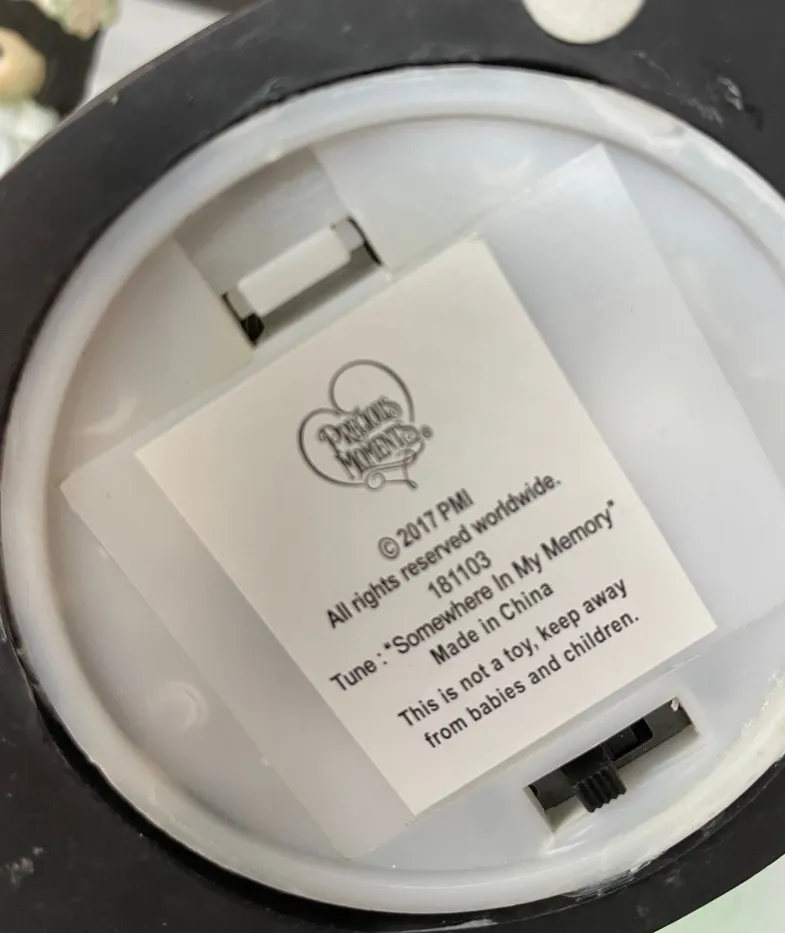 PRECIOUS
MOMENTS®
© 2017 PMI
All rights reserved worldwide.
181103
Tune : "Somewhere In My Memory"
Made in China
This is not a toy, keep away
from babies and children.